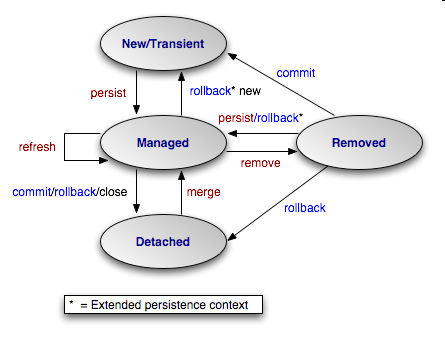 New/Transient
commit
persist
rollback* new
persist/rollback*
Managed
Removed
refresh
remove
commit/rollback/close
merge
rollback
Detached
* = Extended persistence context